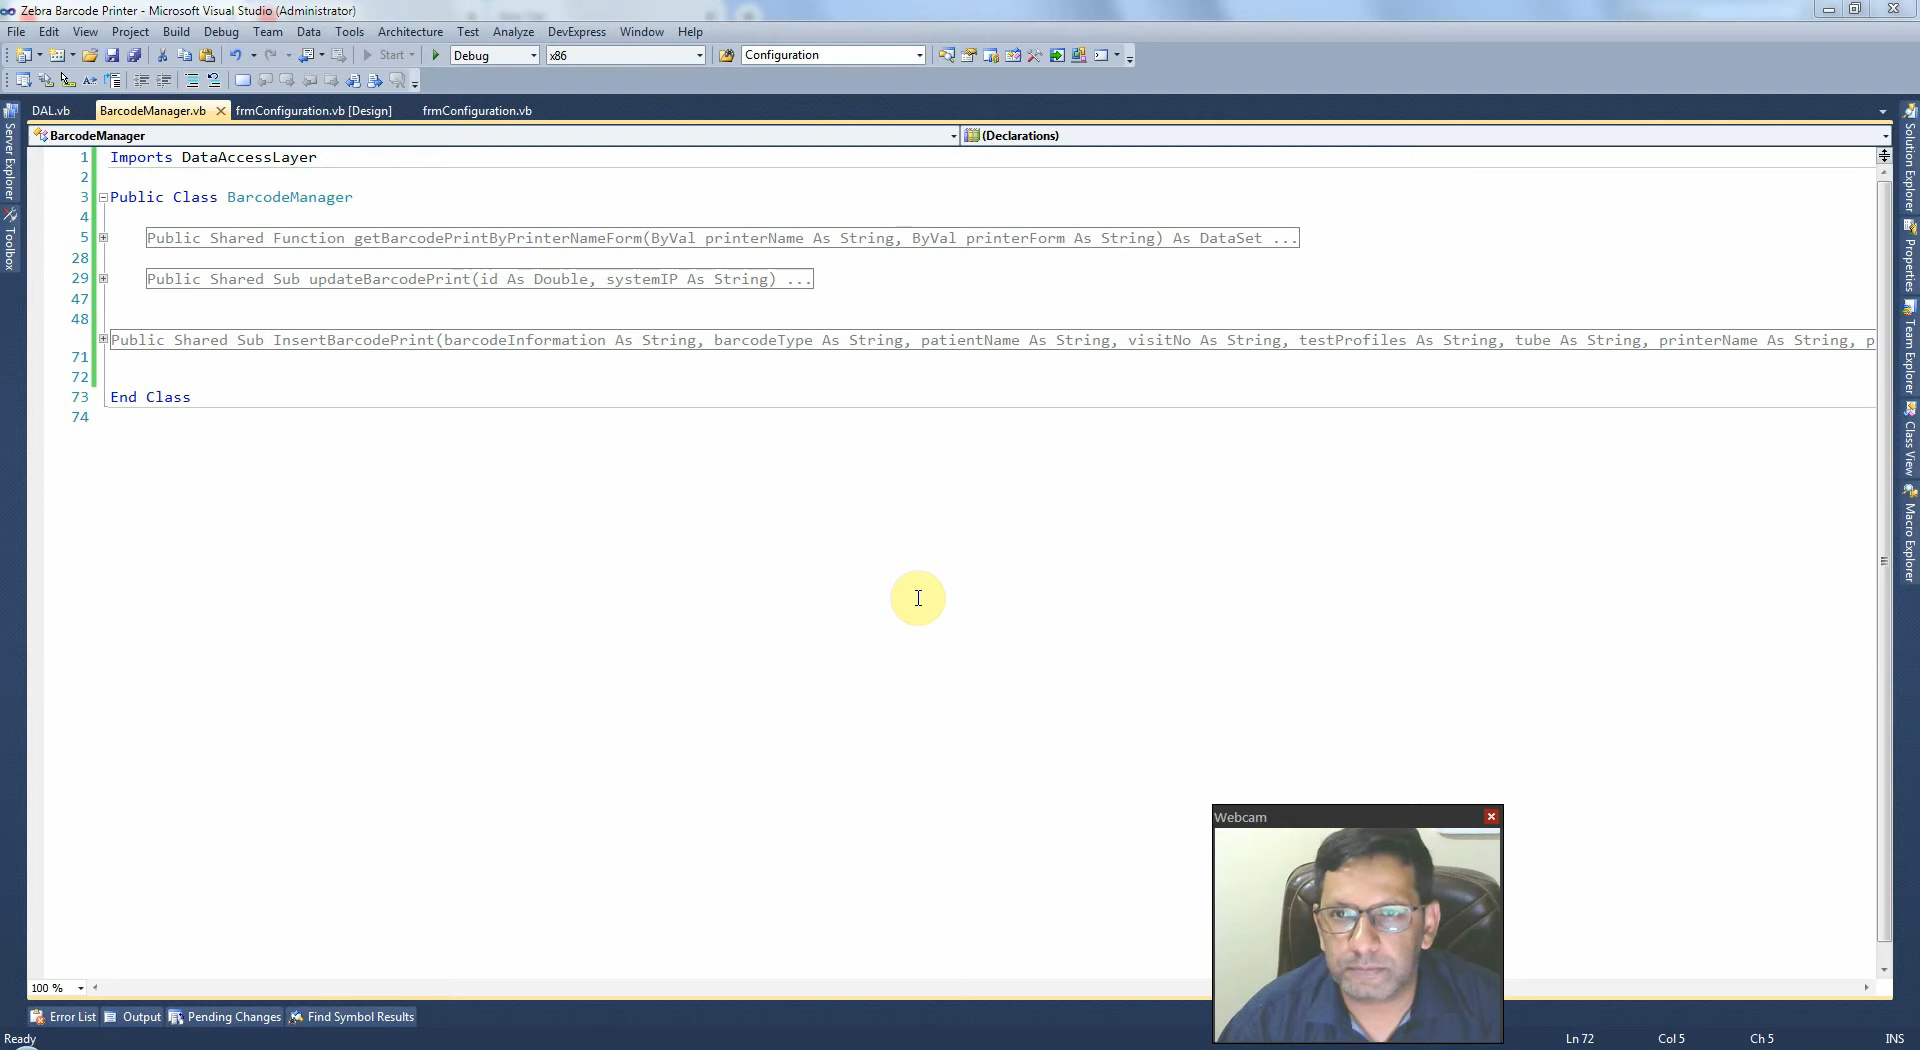 Zebra Barcode Printer - Microsoft Visual Studio (Administrator)
File Edit View Project Build Debug Team Data Tools Architecture Test Analyze DevExpress Window Help
Start Debug x86 Configuration
DAL.vb BarcodeManager.vb frmConfiguration.vb [Design] frmConfiguration.vb
BarcodeManager (Declarations)
1 Imports DataAccessLayer
2
3 Public Class BarcodeManager
4
5 Public Shared Function getBarcodePrintByPrinterNameForm(ByVal printerName As String, ByVal printerForm As String) As DataSet ...
28
29 Public Shared Sub updateBarcodePrint(id As Double, systemIP As String) ...
47
48
Public Shared Sub InsertBarcodePrint(barcodeInformation As String, barcodeType As String, patientName As String, visitNo As String, testProfiles As String, tube As String, printerName As String, p
71
72
73 End Class
74
Server Explorer
Toolbox
Solution Explorer
Properties
Team Explorer
Class View
Macro Explorer
Webcam
100 %
Error List Output Pending Changes Find Symbol Results
Ready Ln 72 Col 5 Ch 5 INS